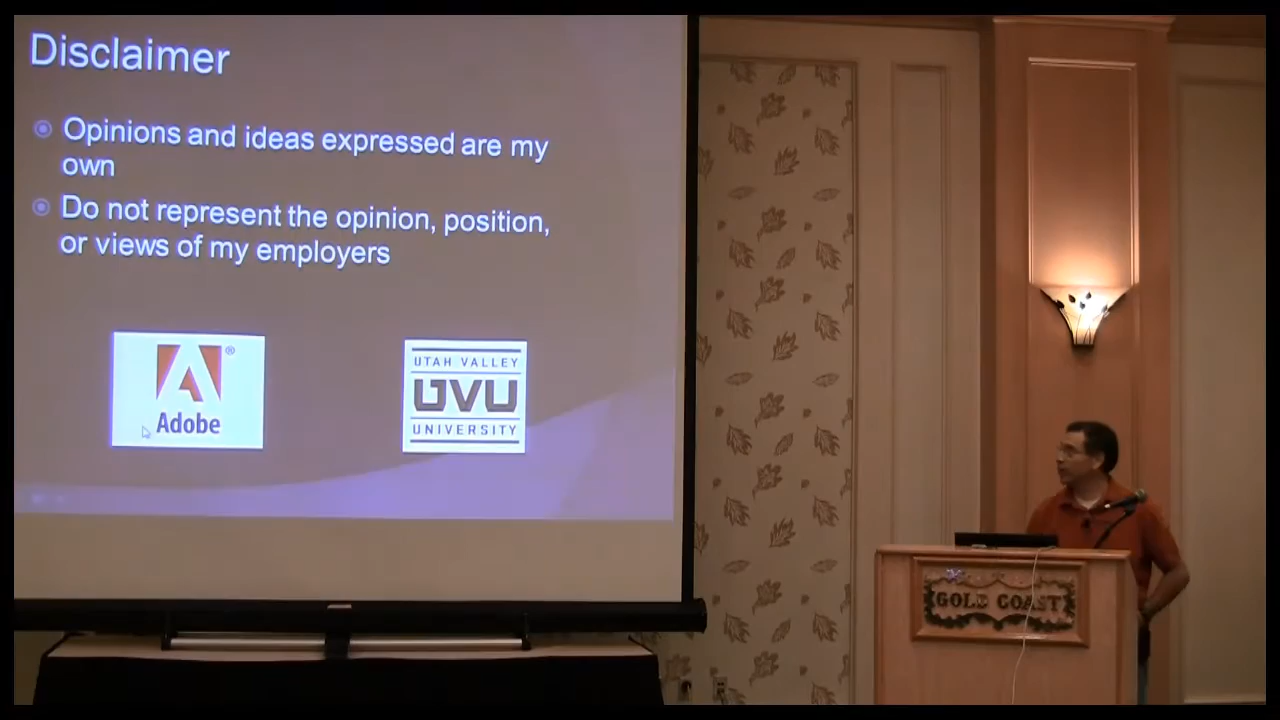 Disclaimer
Opinions and ideas expressed are my
own
Do not represent the opinion, position,
or views of my employers
Adobe
®
UTAH VALLEY
UVU
UNIVERSITY
GOLD COAST